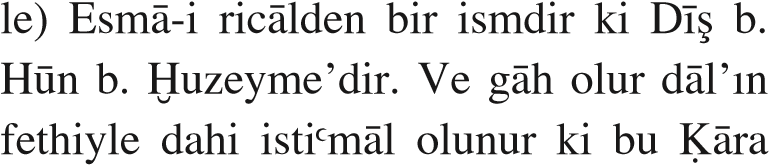 le) Esmā-i ricālden bir ismdir ki Dīş b.
Hūn b. Ḫuzeyme’dir. Ve gāh olur dāl’ın
fethiyle dahi istiʿmāl olunur ki bu Ḳāra